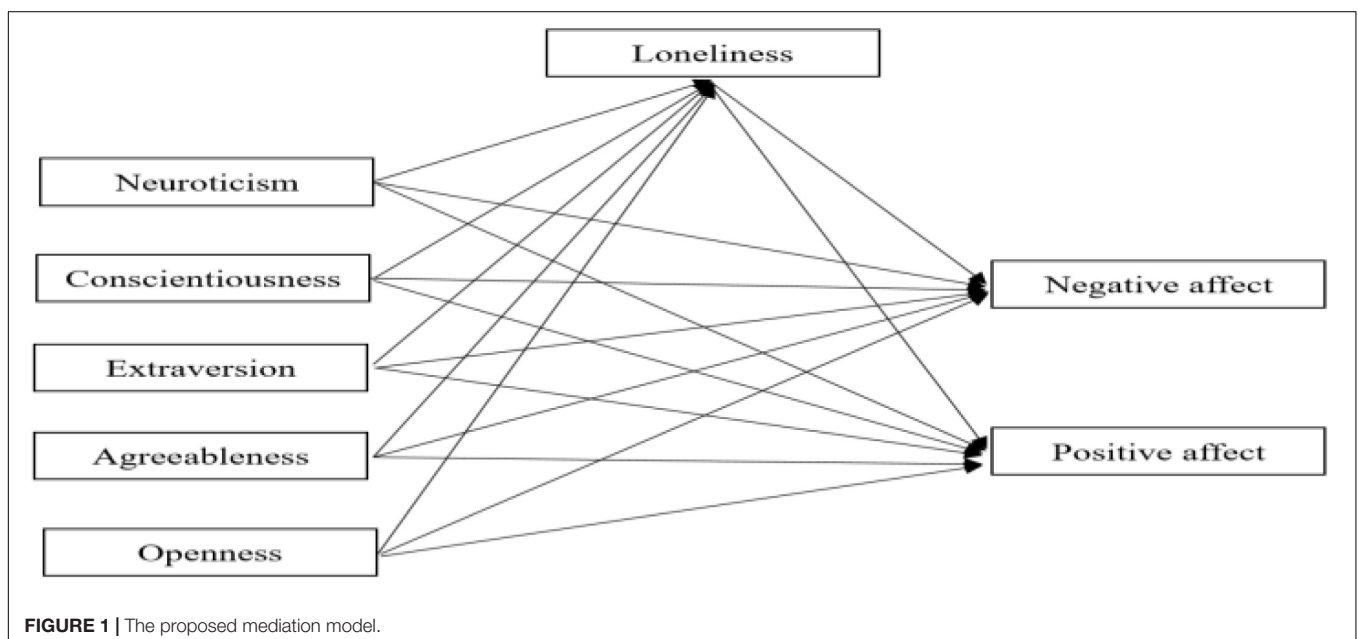 Loneliness
Neuroticism
Conscientiousness
Extraversion
Agreeableness
Openness
Negative affect
Positive affect
FIGURE 1 | The proposed mediation model.